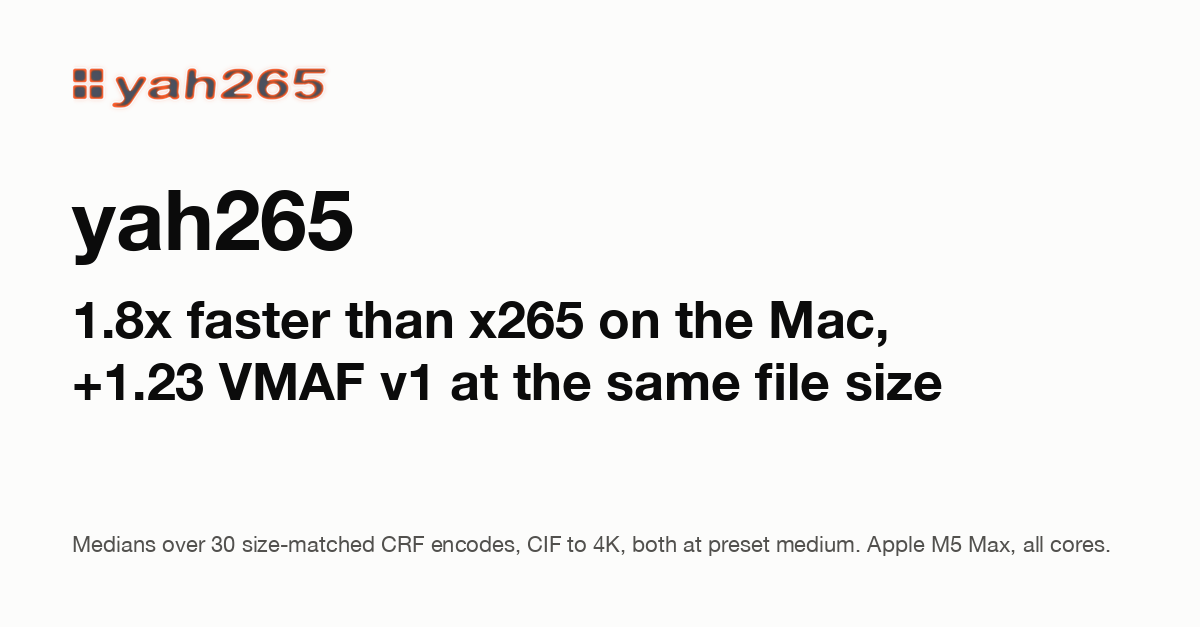 yah265
yah265
1.8x faster than x265 on the Mac,
+1.23 VMAF v1 at the same file size
Medians over 30 size-matched CRF encodes, CIF to 4K, both at preset medium. Apple M5 Max, all cores.